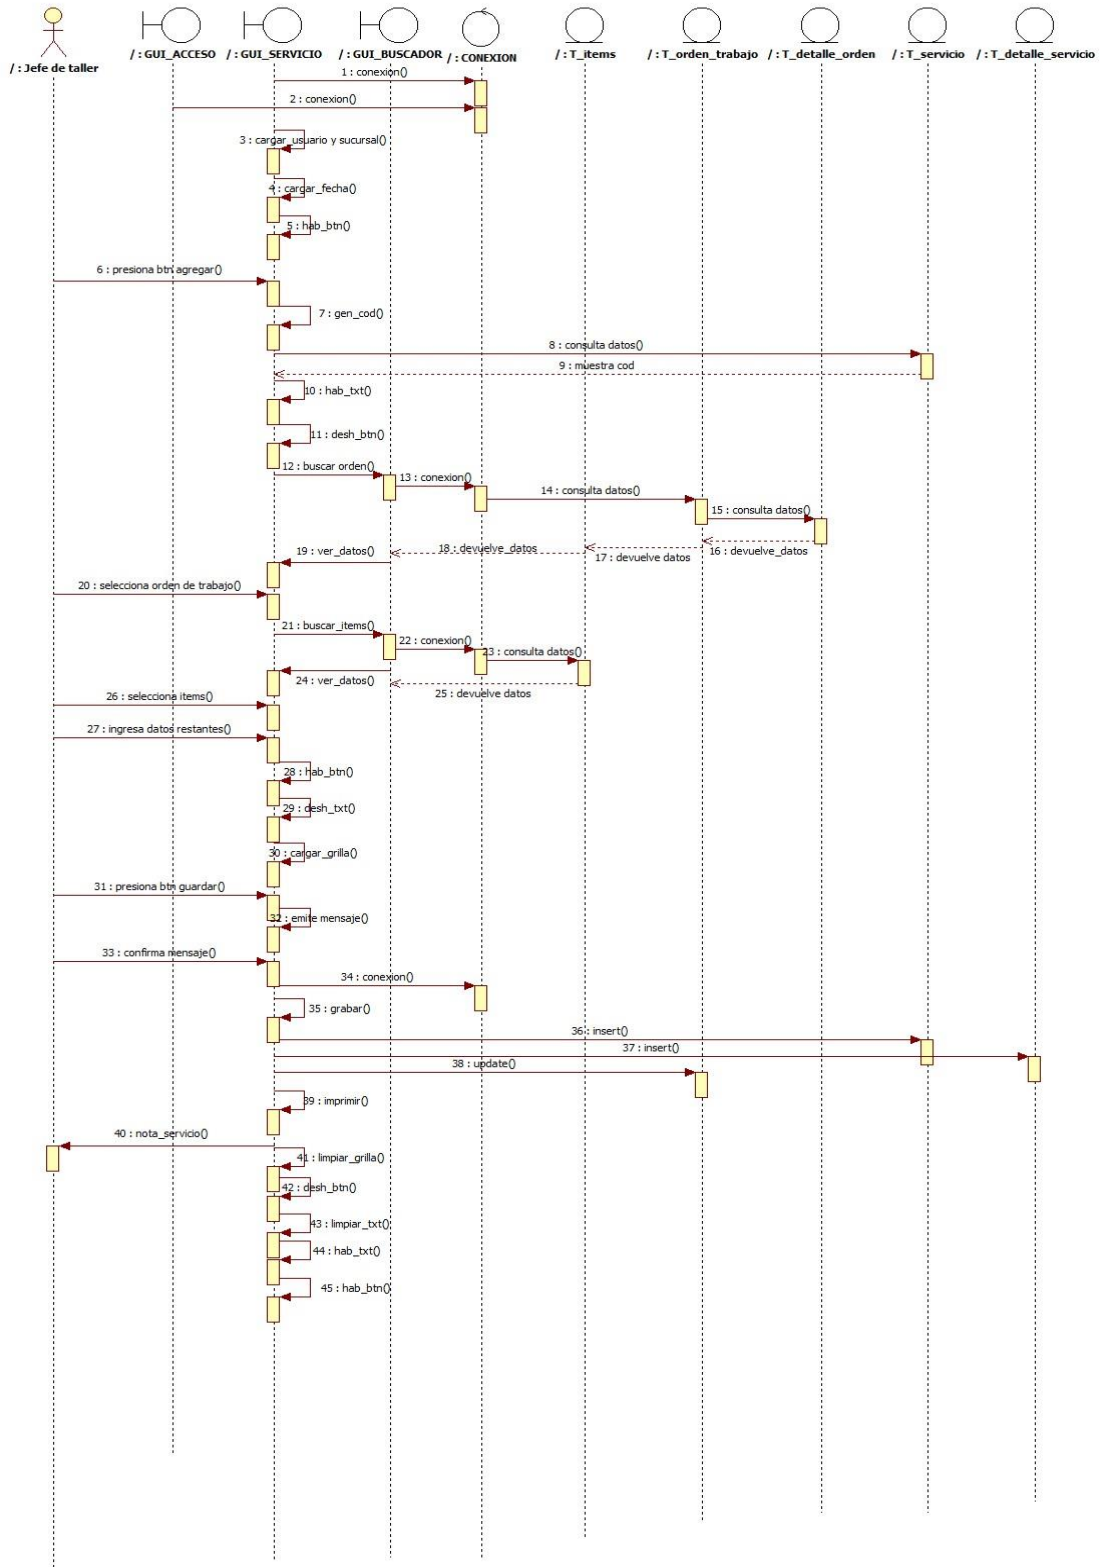 / : Jefe de taller
/ : GUI_ACCESO
/ : GUI_SERVICIO
/ : GUI_BUSCADOR
/ : CONEXION
/ : T_items
/ : T_orden_trabajo
/ : T_detalle_orden
/ : T_servicio
/ : T_detalle_servicio
1 : conexion()
2 : conexion()
3 : cargar_usuario y sucursal()
4 : cargar_fecha()
5 : hab_btn()
6 : presiona btn agregar()
7 : gen_cod()
8 : consulta datos()
9 : muestra cod
10 : hab_txt()
11 : desh_btn()
12 : buscar orden()
13 : conexion()
14 : consulta datos()
15 : consulta datos()
16 : devuelve_datos
17 : devuelve datos
18 : devuelve_datos
19 : ver_datos()
20 : selecciona orden de trabajo()
21 : buscar_items()
22 : conexion()
23 : consulta datos()
24 : ver_datos()
25 : devuelve datos
26 : selecciona items()
27 : ingresa datos restantes()
28 : hab_btn()
29 : desh_txt()
30 : cargar_grilla()
31 : presiona btn guardar()
32 : emite mensaje()
33 : confirma mensaje()
34 : conexion()
35 : grabar()
36 : insert()
37 : insert()
38 : update()
39 : imprimir()
40 : nota_servicio()
41 : limpiar_grilla()
42 : desh_btn()
43 : limpiar_txt()
44 : hab_txt()
45 : hab_btn()